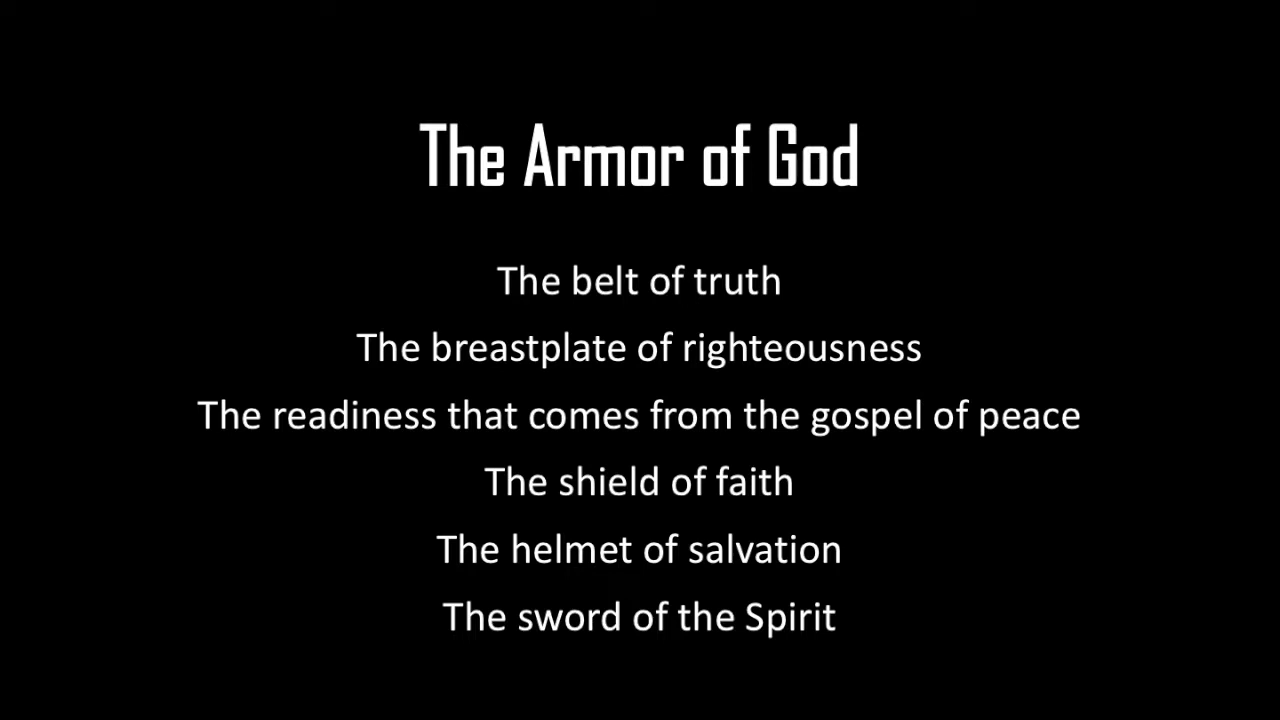 The Armor of God
The belt of truth
The breastplate of righteousness
The readiness that comes from the gospel of peace
The shield of faith
The helmet of salvation
The sword of the Spirit